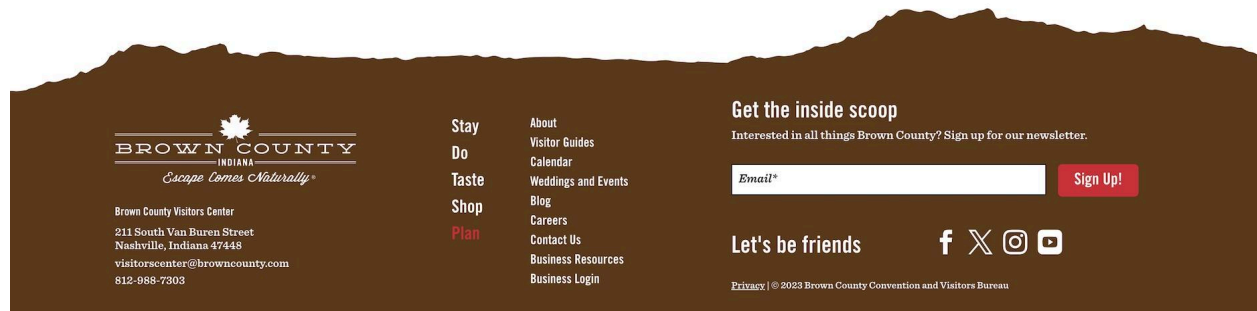 BROWN COUNTY
INDIANA
Escape Comes Naturally®
Brown County Visitors Center
211 South Van Buren Street
Nashville, Indiana 47448
visitorscenter@browncounty.com
812-988-7303
Stay
Do
Taste
Shop
Plan
About
Visitor Guides
Calendar
Weddings and Events
Blog
Careers
Contact Us
Business Resources
Business Login
Get the inside scoop
Interested in all things Brown County? Sign up for our newsletter.
Email*
Sign Up!
Let's be friends
Privacy | © 2023 Brown County Convention and Visitors Bureau